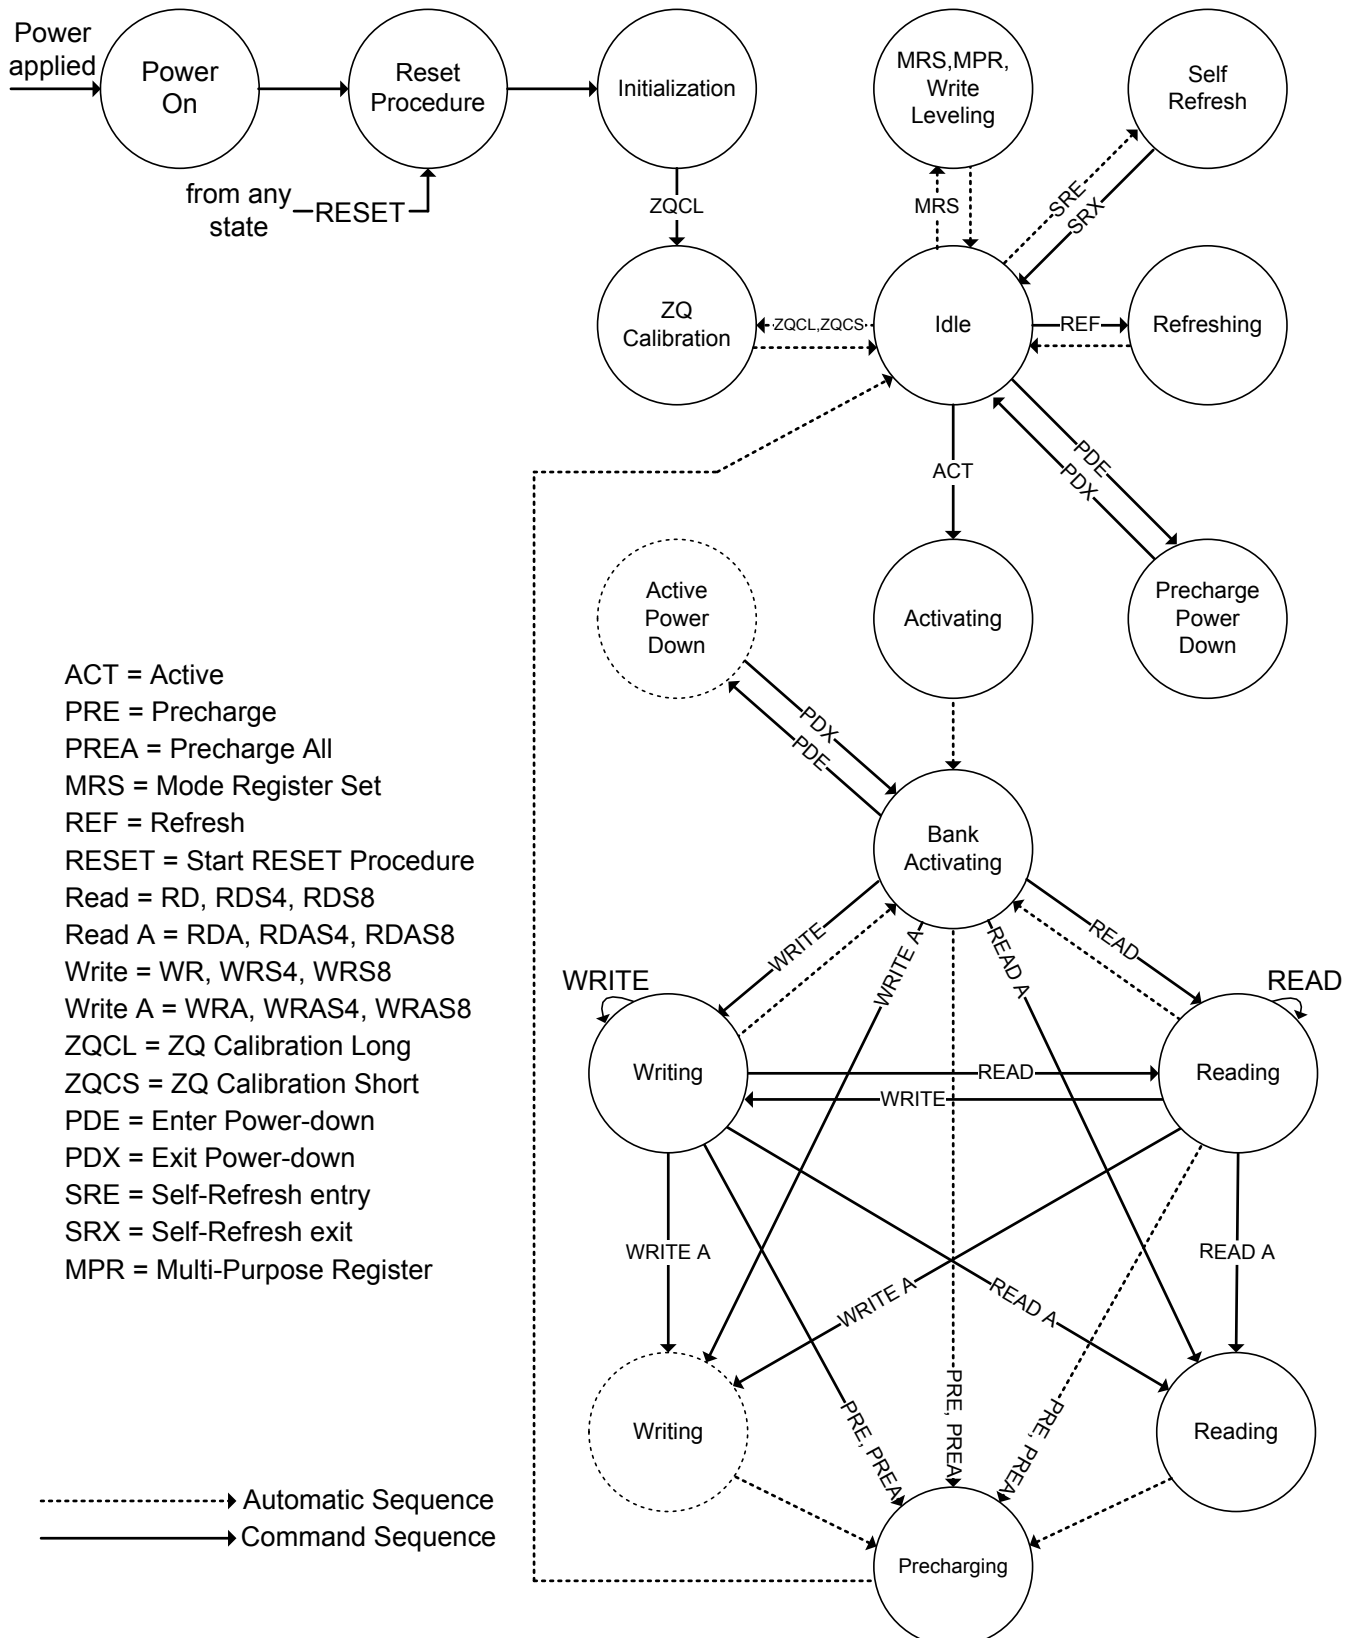 Power
applied
Power
On
Reset
Procedure
Initialization
MRS,MPR,
Write
Leveling
Self
Refresh
from any
state
RESET
ZQCL
MRS
SRE
SRX
ZQ
Calibration
ZQCL,ZQCS
Idle
REF
Refreshing
ACT
PDE
PDX
Active
Power
Down
Activating
Precharge
Power
Down
PDX
PDE
ACT = Active
PRE = Precharge
PREA = Precharge All
MRS = Mode Register Set
REF = Refresh
RESET = Start RESET Procedure
Read = RD, RDS4, RDS8
Read A = RDA, RDAS4, RDAS8
Write = WR, WRS4, WRS8
Write A = WRA, WRAS4, WRAS8
ZQCL = ZQ Calibration Long
ZQCS = ZQ Calibration Short
PDE = Enter Power-down
PDX = Exit Power-down
SRE = Self-Refresh entry
SRX = Self-Refresh exit
MPR = Multi-Purpose Register
Bank
Activating
WRITE
WRITE A
READ A
READ
WRITE
READ
Writing
READ
WRITE
Reading
WRITE A
WRITE A
READ A
READ A
Writing
PRE, PREA
PRE, PREA
PRE, PREA
Reading
Precharging
Automatic Sequence
Command Sequence